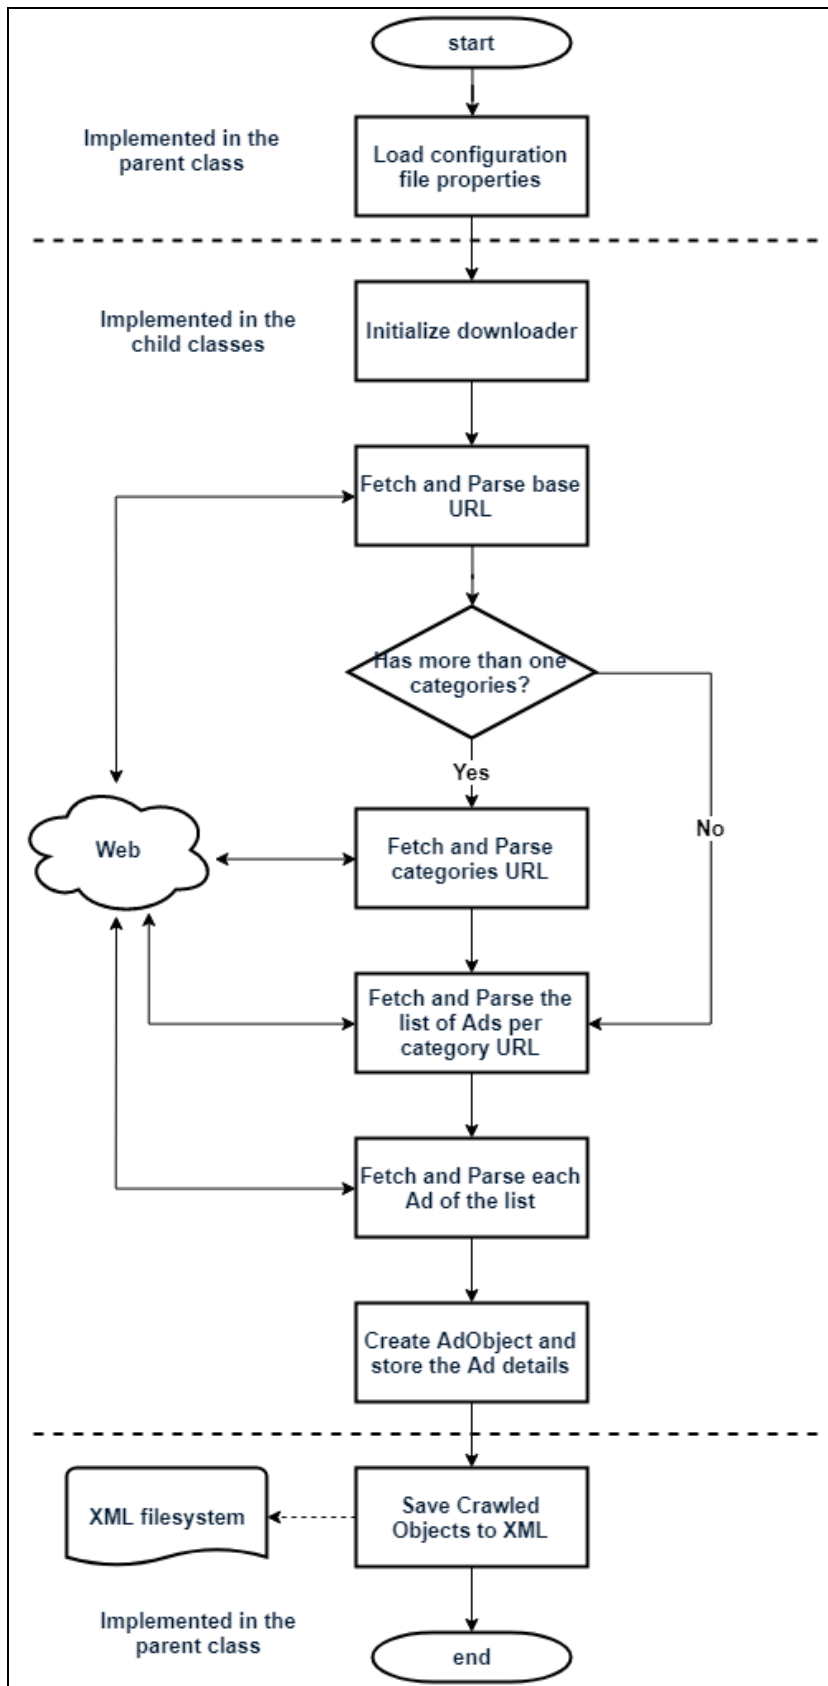 start
Implemented in the
parent class
Load configuration
file properties
Implemented in the
child classes
Initialize downloader
Fetch and Parse base
URL
Has more than one
categories?
Yes
No
Web
Fetch and Parse
categories URL
Fetch and Parse the
list of Ads per
category URL
Fetch and Parse each
Ad of the list
Create AdObject and
store the Ad details
XML filesystem
Save Crawled
Objects to XML
Implemented in the
parent class
end